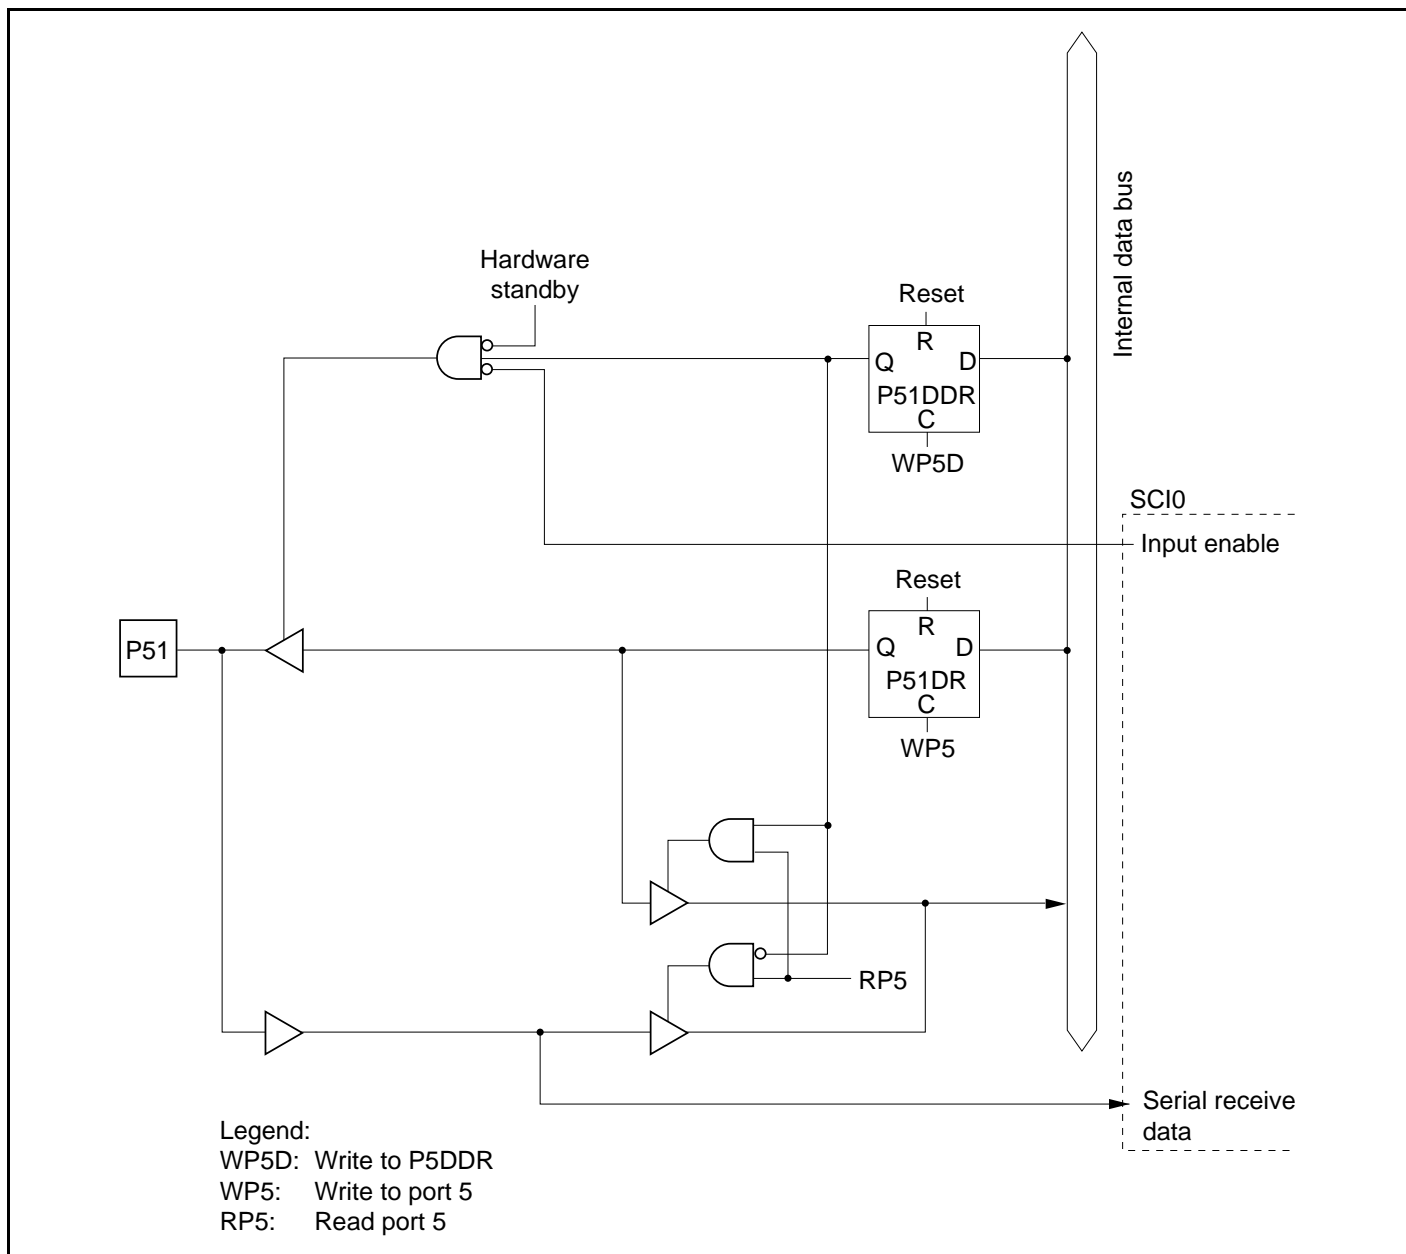 Internal data bus
Hardware
standby
Reset
R
Q
D
P51DDR
C
WP5D
SCI0
Input enable
Reset
R
P51
Q
D
P51DR
C
WP5
RP5
Serial receive
data
Legend:
WP5D: Write to P5DDR
WP5: Write to port 5
RP5: Read port 5